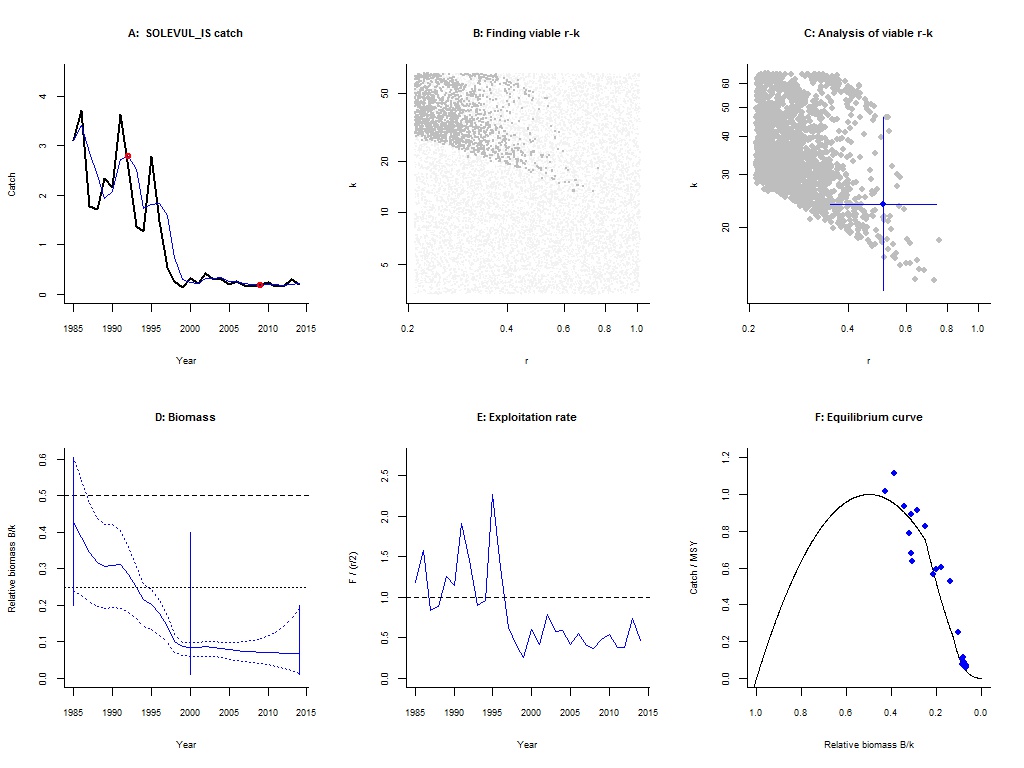 A: SOLEVUL_IS catch
B: Finding viable r-k
C: Analysis of viable r-k
Catch
4
3
2
1
0
1985 1990 1995 2000 2005 2010 2015
Year
k
50
20
10
5
0.2 0.4 0.6 0.8 1.0
r
k
60
50
40
30
20
0.2 0.4 0.6 0.8 1.0
r
D: Biomass
E: Exploitation rate
F: Equilibrium curve
Relative biomass B/k
0.6
0.5
0.4
0.3
0.2
0.1
0.0
1985 1990 1995 2000 2005 2010 2015
Year
F / (r/2)
2.5
2.0
1.5
1.0
0.5
0.0
1985 1990 1995 2000 2005 2010 2015
Year
Catch / MSY
1.2
1.0
0.8
0.6
0.4
0.2
0.0
1.0 0.8 0.6 0.4 0.2 0.0
Relative biomass B/k